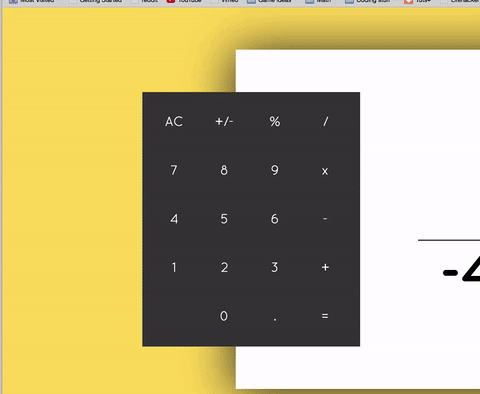 Most Visited Getting Started reddit YouTube Vimeo Game Ideas Math Coding stuff Tuts+ Lifehacker
AC +/- % /
7 8 9 x
4 5 6 -
1 2 3 +
-4
0 . =